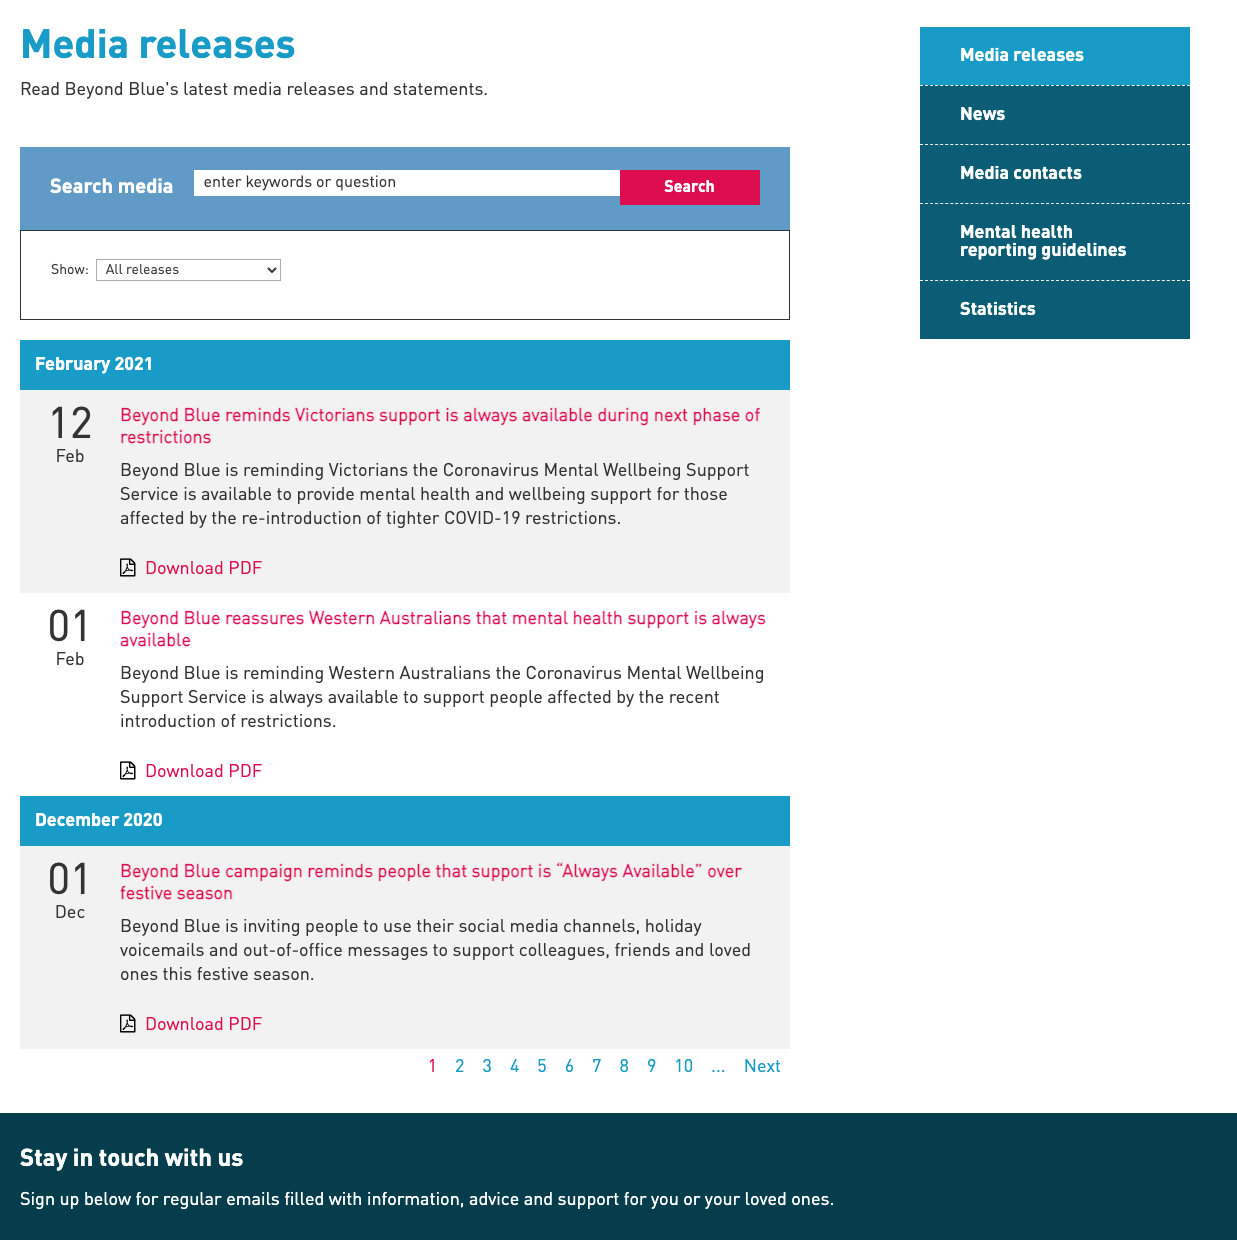 Media releases
Read Beyond Blue's latest media releases and statements.
Search media
enter keywords or question
Search
Show:
All releases
February 2021
12
Feb
Beyond Blue reminds Victorians support is always available during next phase of
restrictions
Beyond Blue is reminding Victorians the Coronavirus Mental Wellbeing Support
Service is available to provide mental health and wellbeing support for those
affected by the re-introduction of tighter COVID-19 restrictions.
Download PDF
01
Feb
Beyond Blue reassures Western Australians that mental health support is always
available
Beyond Blue is reminding Western Australians the Coronavirus Mental Wellbeing
Support Service is always available to support people affected by the recent
introduction of restrictions.
Download PDF
December 2020
01
Dec
Beyond Blue campaign reminds people that support is “Always Available” over
festive season
Beyond Blue is inviting people to use their social media channels, holiday
voicemails and out-of-office messages to support colleagues, friends and loved
ones this festive season.
Download PDF
1 2 3 4 5 6 7 8 9 10 ... Next
Media releases
News
Media contacts
Mental health
reporting guidelines
Statistics
Stay in touch with us
Sign up below for regular emails filled with information, advice and support for you or your loved ones.